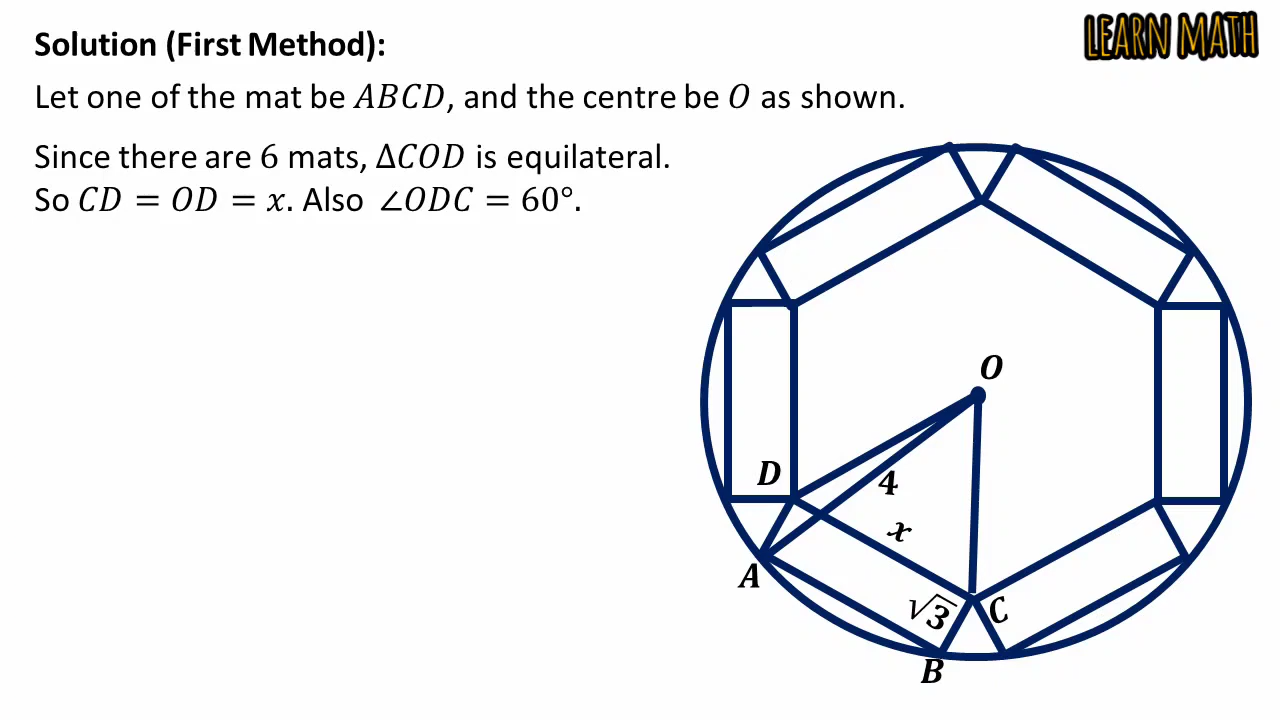 LEARN MATH
Solution (First Method):
Let one of the mat be ABCD, and the centre be O as shown.
Since there are 6 mats, ΔCOD is equilateral.
So CD = OD = x. Also ∠ODC = 60°.
O
D
4
x
A
√3
C
B